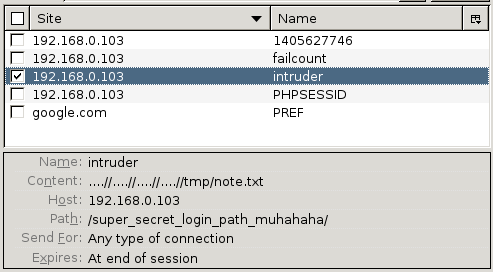 Site Name
192.168.0.103 1405627746
192.168.0.103 failcount
192.168.0.103 intruder
192.168.0.103 PHPSESSID
google.com PREF
Name: intruder
Content: ....//....//....//....//tmp/note.txt
Host: 192.168.0.103
Path: /super_secret_login_path_muhahaha/
Send For: Any type of connection
Expires: At end of session